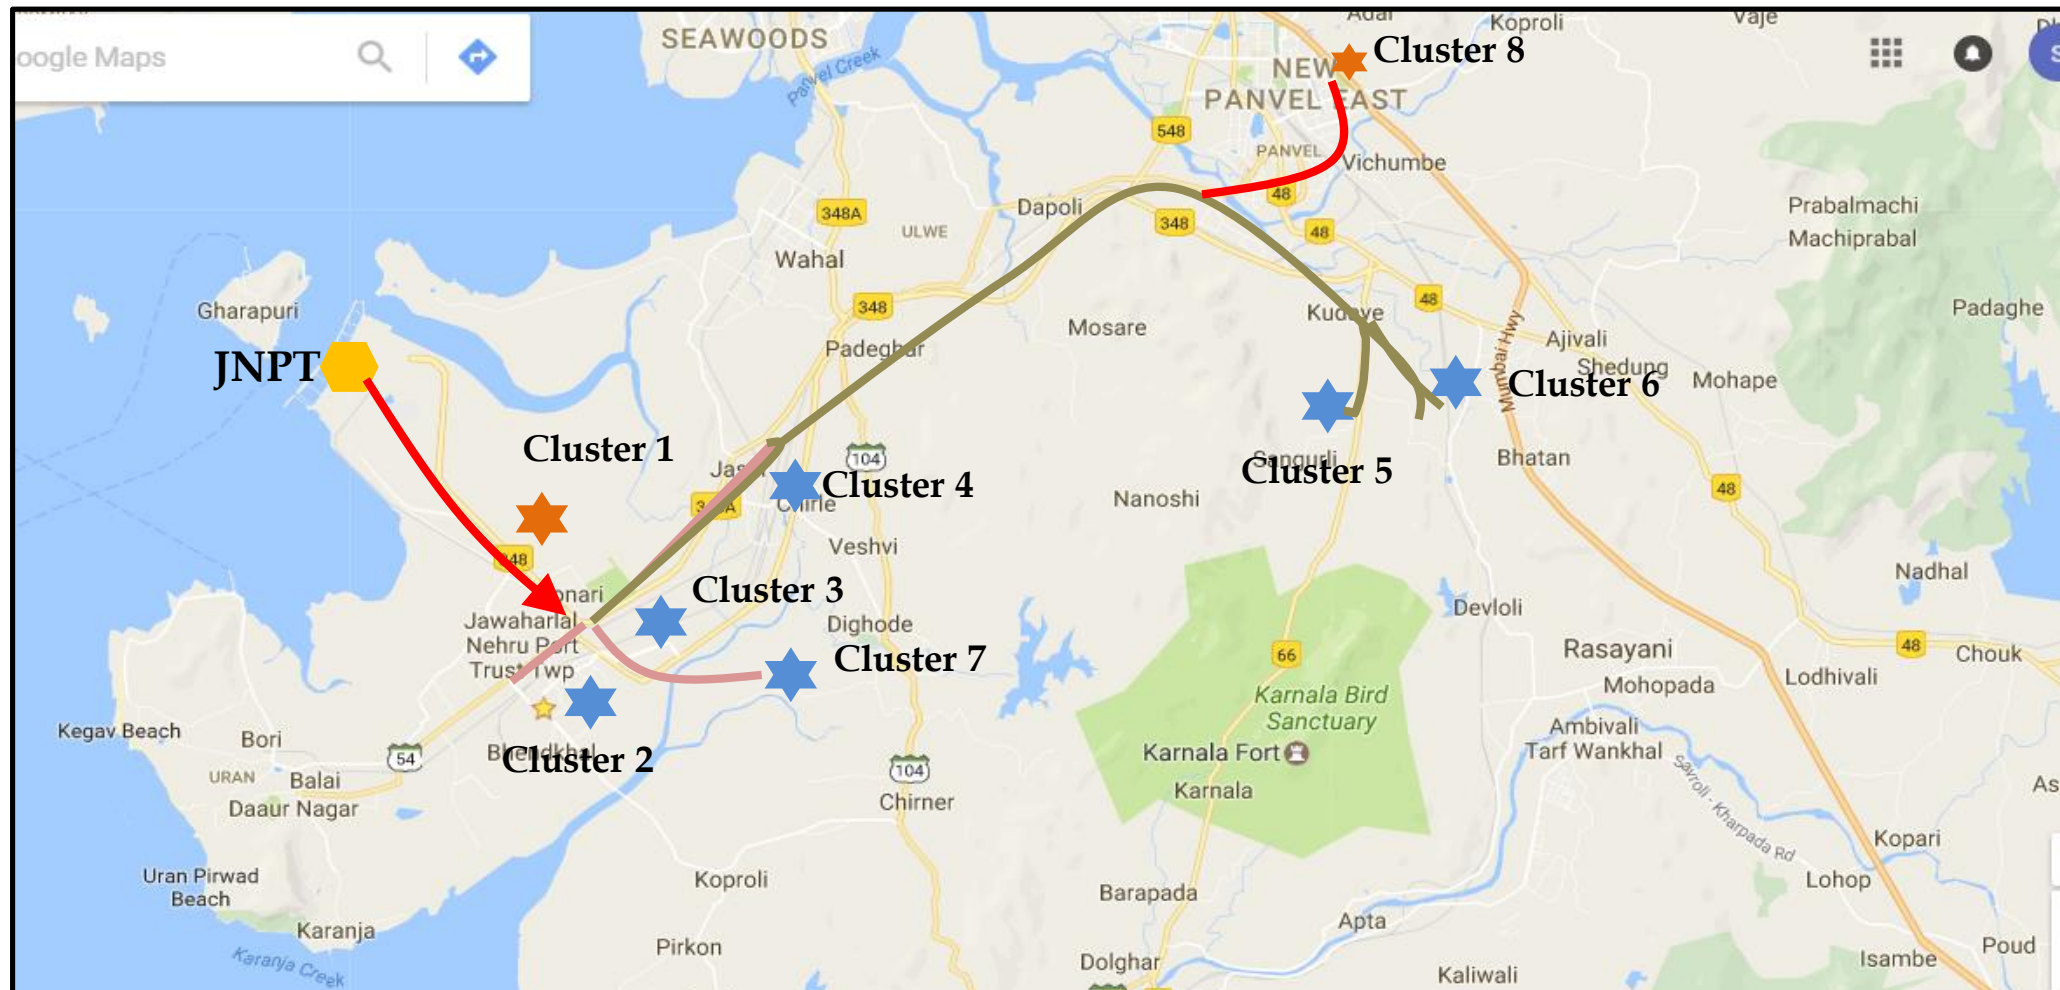 oogle Maps
SEAWOODS
Panvel Creek
Koproli
Vaje
S
Cluster 8
NEW
PANVEL EAST
548
PANVEL
Vichumbe
48
Dapoli
348A
348
48
ULWE
Wahal
Prabalmachi
Machiprabal
Gharapuri
348
48
Kudave
Padaghe
Mosare
Ajivali
Padeghar
Mumbai Hwy
JNPT
Shedung
Cluster 6
Mohape
Cluster 1
104
Cluster 5
Bhatan
Cluster 4
Nanoshi
48
Veshvi
348
Nadhal
Cluster 3
Devloli
Jawaharlal
Nehru Port
Trust Twp
Dighode
Cluster 7
66
Rasayani
48
Chouk
Mohopada
Lodhivali
Karnala Bird
Sanctuary
Kegav Beach
Bori
54
Cluster 2
Ambivali
Tarf Wankhal
Karnala Fort
URAN
Balai
104
Karnala
Daaur Nagar
Chirner
Savroli - Kharpada Rd
As
Kopari
Uran Pirwad
Beach
Koproli
Barapada
Lohop
Karanja
Apta
Pirkon
Poud
Karanja Creek
Dolghar
Isambe
Kaliwali